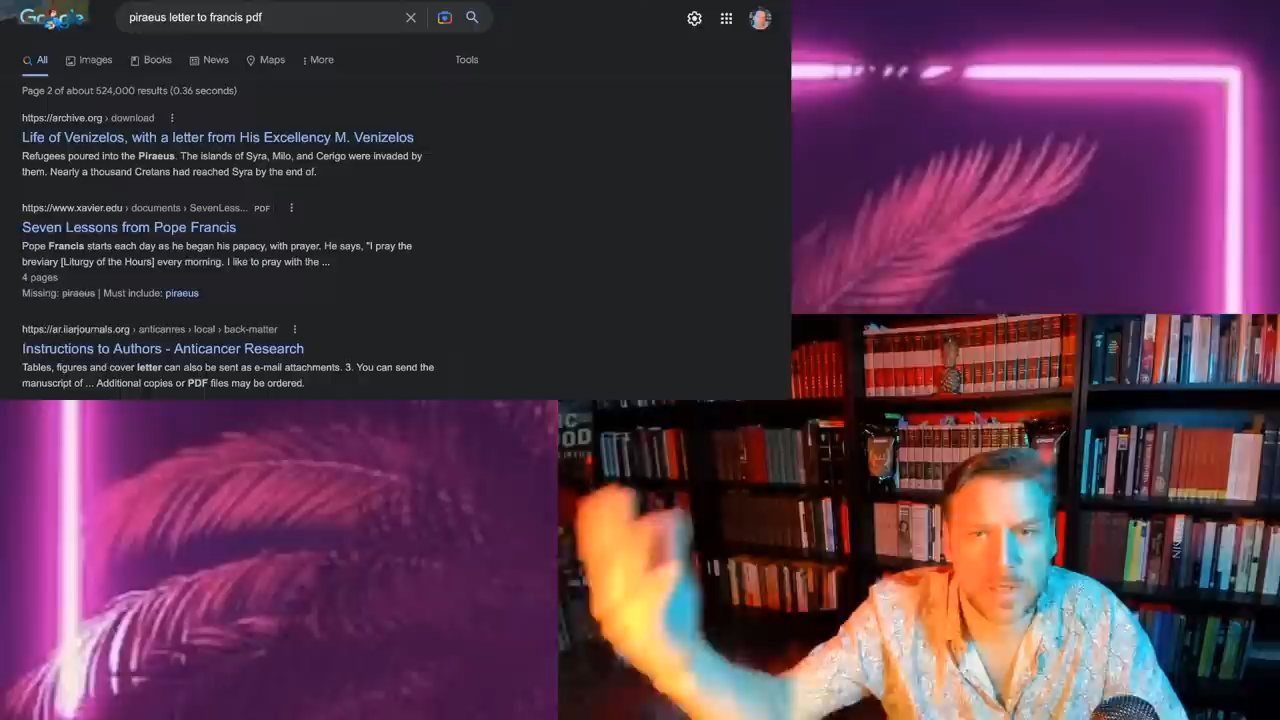 Google
piraeus letter to francis pdf
All Images Books News Maps More Tools
Page 2 of about 524,000 results (0.36 seconds)
https://archive.org › download
Life of Venizelos, with a letter from His Excellency M. Venizelos
Refugees poured into the Piraeus. The islands of Syra, Milo, and Cerigo were invaded by
them. Nearly a thousand Cretans had reached Syra by the end of.
https://www.xavier.edu › documents › SevenLess... PDF
Seven Lessons from Pope Francis
Pope Francis starts each day as he began his papacy, with prayer. He says, "I pray the
breviary [Liturgy of the Hours] every morning. I like to pray with the ...
4 pages
Missing: piraeus | Must include: piraeus
https://ar.iiarjournals.org › anticanres › local › back-matter
Instructions to Authors - Anticancer Research
Tables, figures and cover letter can also be sent as e-mail attachments. 3. You can send the
manuscript of ... Additional copies or PDF files may be ordered.